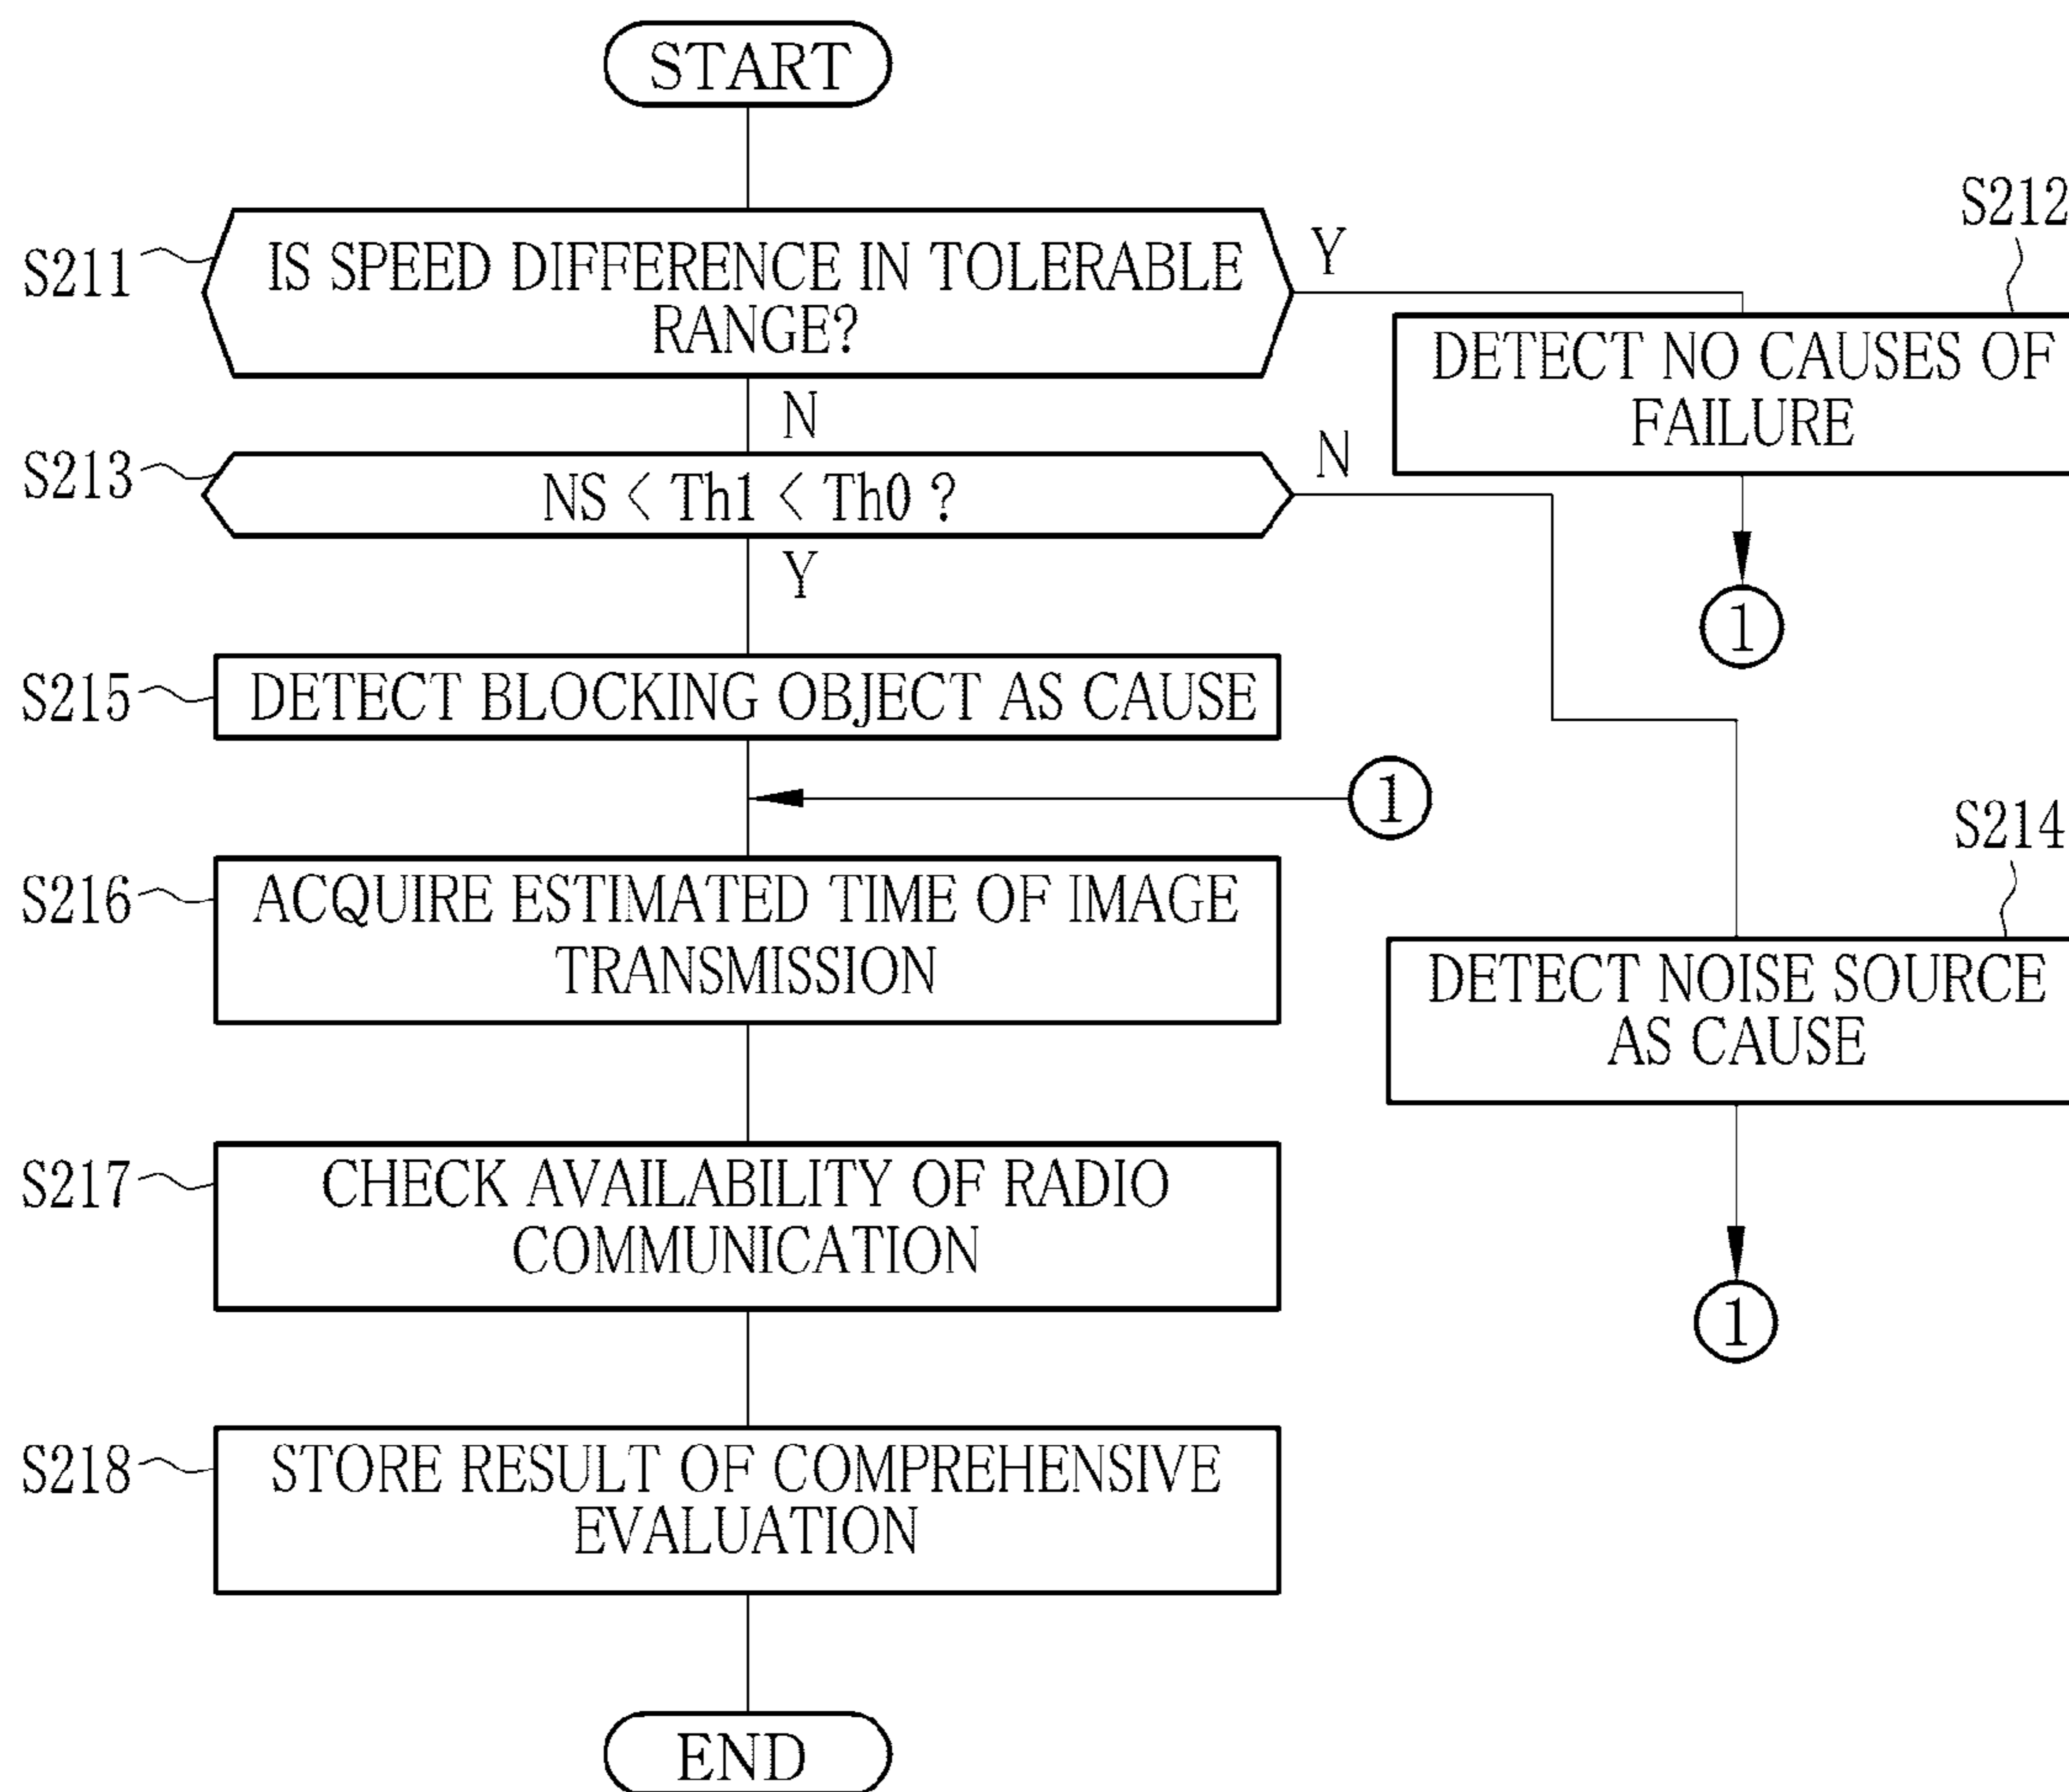 START
S211
IS SPEED DIFFERENCE IN TOLERABLE
RANGE?
Y
S212
DETECT NO CAUSES OF
FAILURE
1
N
S213
NS < Th1 < Th0 ?
N
Y
S215
DETECT BLOCKING OBJECT AS CAUSE
1
S214
DETECT NOISE SOURCE
AS CAUSE
1
S216
ACQUIRE ESTIMATED TIME OF IMAGE
TRANSMISSION
S217
CHECK AVAILABILITY OF RADIO
COMMUNICATION
S218
STORE RESULT OF COMPREHENSIVE
EVALUATION
END